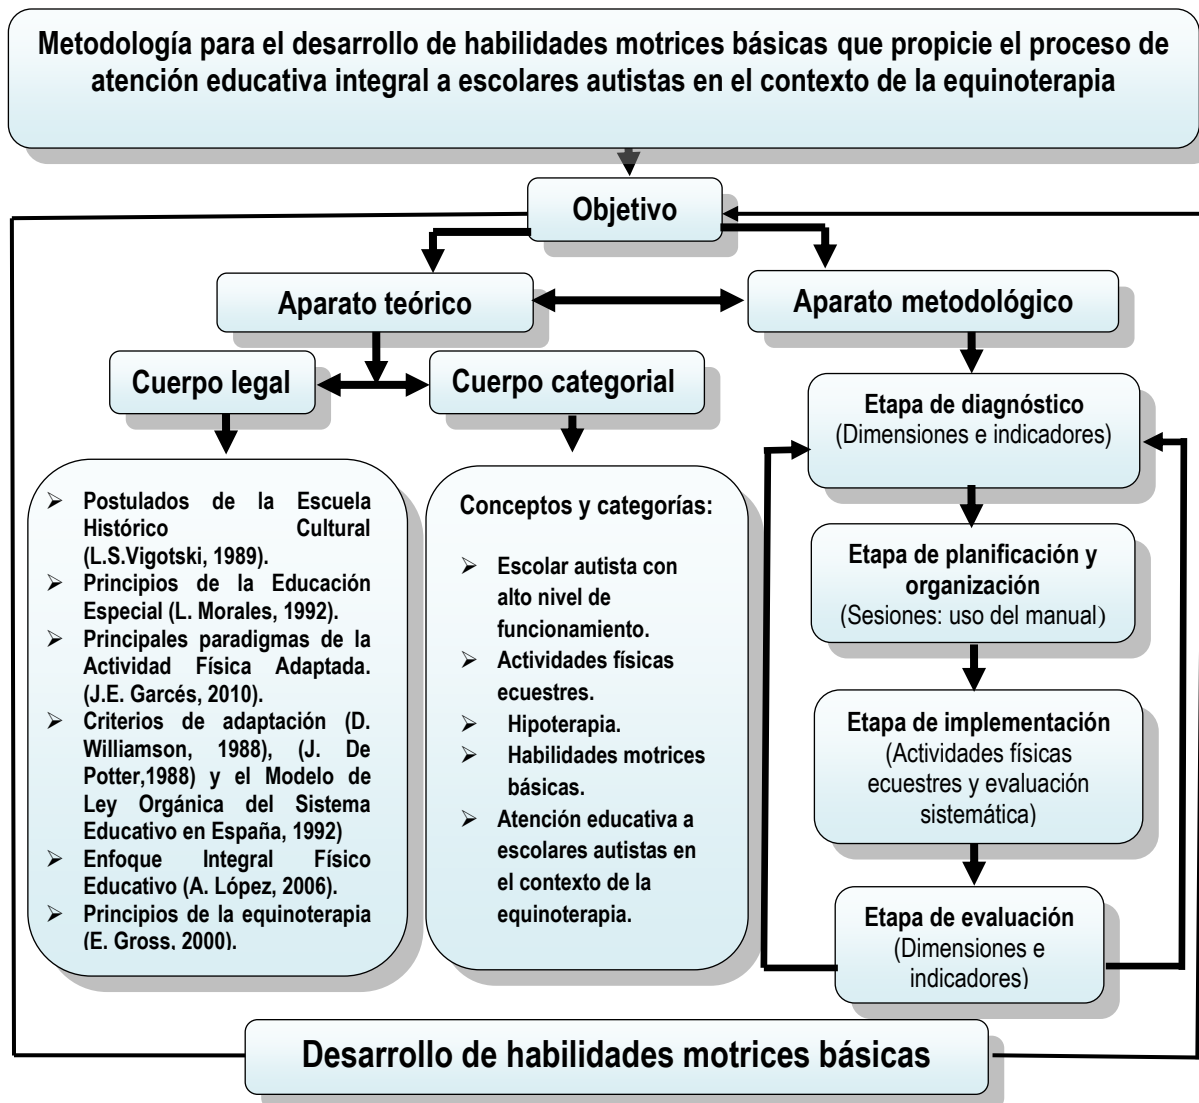 Metodología para el desarrollo de habilidades motrices básicas que propicie el proceso de
atención educativa integral a escolares autistas en el contexto de la equinoterapia
Objetivo
Aparato teórico
Aparato metodológico
Cuerpo legal
Cuerpo categorial
➢ Postulados de la Escuela
Histórico Cultural
(L.S.Vigotski, 1989).
➢ Principios de la Educación
Especial (L. Morales, 1992).
➢ Principales paradigmas de la
Actividad Física Adaptada.
(J.E. Garcés, 2010).
➢ Criterios de adaptación (D.
Williamson, 1988), (J. De
Potter,1988) y el Modelo de
Ley Orgánica del Sistema
Educativo en España, 1992)
➢ Enfoque Integral Físico
Educativo (A. López, 2006).
➢ Principios de la equinoterapia
(E. Gross, 2000).
Conceptos y categorías:
➢ Escolar autista con
alto nivel de
funcionamiento.
➢ Actividades físicas
ecuestres.
➢ Hipoterapia.
➢ Habilidades motrices
básicas.
➢ Atención educativa a
escolares autistas en
el contexto de la
equinoterapia.
Etapa de diagnóstico
(Dimensiones e indicadores)
Etapa de planificación y
organización
(Sesiones: uso del manual)
Etapa de implementación
(Actividades físicas
ecuestres y evaluación
sistemática)
Etapa de evaluación
(Dimensiones e
indicadores)
Desarrollo de habilidades motrices básicas